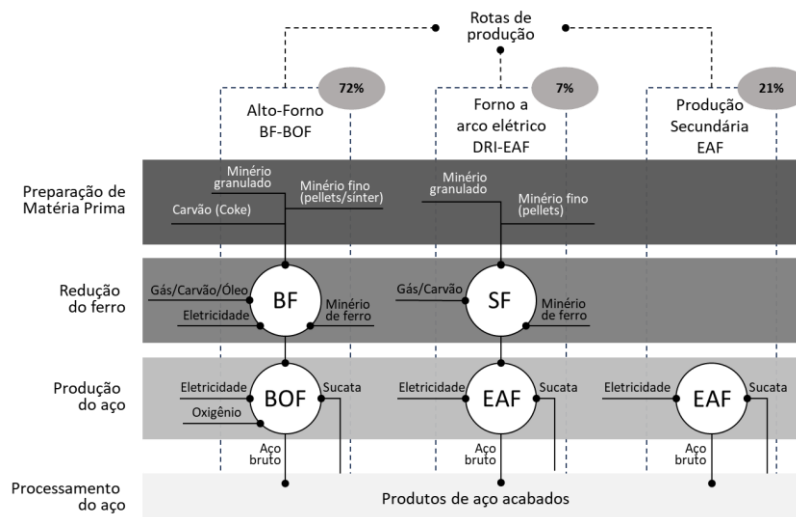 Rotas de
produção
72%
7%
21%
Alto-Forno
BF-BOF
Forno a
arco elétrico
DRI-EAF
Produção
Secundária
EAF
Preparação de
Matéria Prima
Minério
granulado
Minério fino
(pellets/sinter)
Carvão (Coke)
Minério
granulado
Minério fino
(pellets)
Redução
do ferro
Gás/Carvão/Óleo
Eletricidade
BF
Minério
de ferro
Gás/Carvão
SF
Minério
de ferro
Produção
do aço
Eletricidade
Oxigênio
BOF
Sucata
Eletricidade
EAF
Sucata
Eletricidade
EAF
Sucata
Aço
bruto
Aço
bruto
Aço
bruto
Processamento
do aço
Produtos de aço acabados